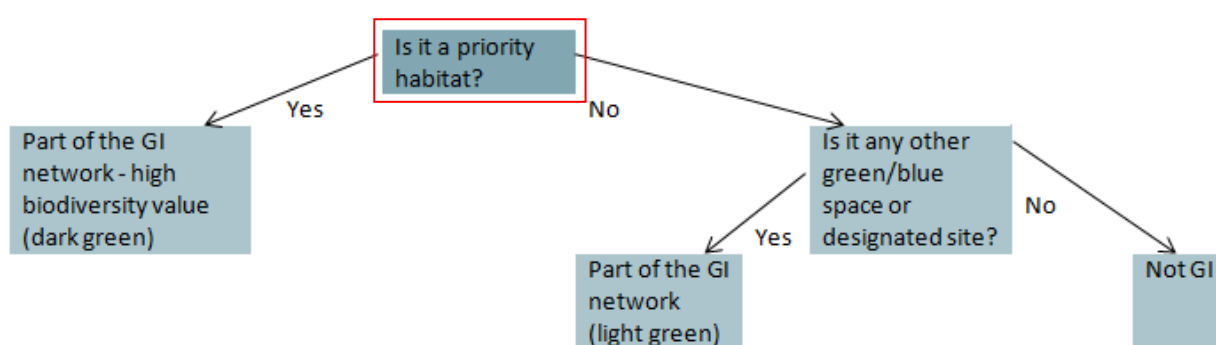 Is it a priority
habitat?
Yes
No
Part of the GI
network - high
biodiversity value
(dark green)
Is it any other
green/blue
space or
designated site?
Yes
No
Part of the GI
network
(light green)
Not GI